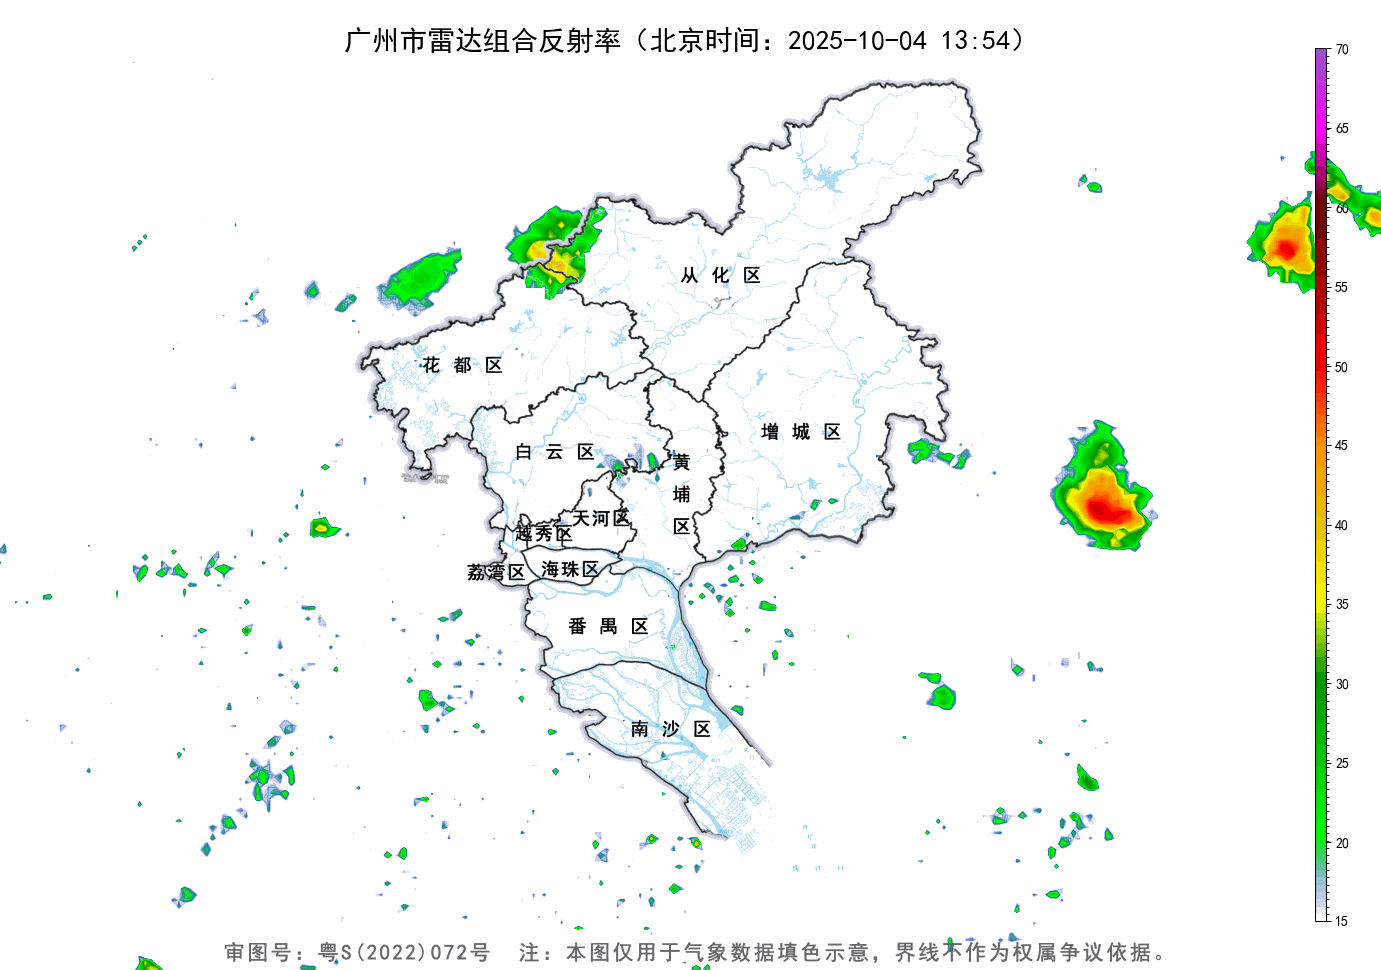 广州市雷达组合反射率（北京时间：2025-10-04 13:54）
70
65
60
55
50
45
40
35
30
25
20
15
从化区
花都区
增城区
白云区
黄埔区
天河区
越秀区
荔湾区
海珠区
番禺区
南沙区
审图号：粤S(2022)072号 注：本图仅用于气象数据填色示意，界线不作为权属争议依据。